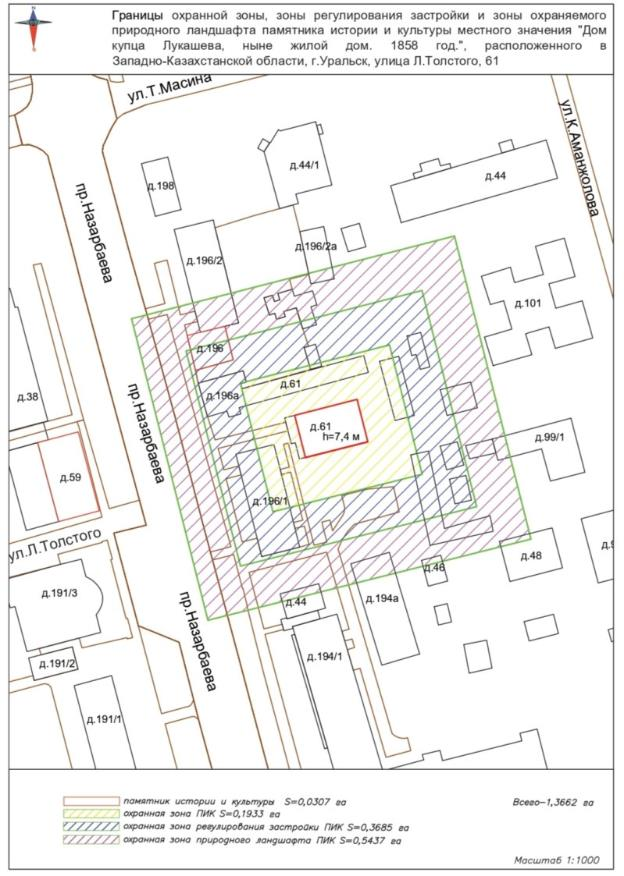 Границы охранной зоны, зоны регулирования застройки и зоны охраняемого
природного ландшафта памятника истории и культуры местного значения "Дом
купца Лукашева, ныне жилой дом. 1858 год.", расположенного в
Западно-Казахстанской области, г.Уральск, улица Л.Толстого, 61
ул.Т.Масина
ул.К.Аманжолова
д.44/1
д.44
д.198
пр.Назарбаева
д.196/2
д.196/2а
д.101
д.196
д.61
д.196а
д.38
пр.Назарбаева
д.61
h=7,4 м
д.99/1
д.59
д.196/1
ул.Л.Толстого
д.48
д.46
д.191/3
д.44
д.194а
пр.Назарбаева
д.191/2
д.194/1
д.191/1
памятник истории и культуры S=0,0307 га
Всего-1,3662 га
охранная зона ПИК S=0,1933 га
охранная зона регулирования застройки ПИК S=0,3685 га
охранная зона природного ландшафта ПИК S=0,5437 га
Масштаб 1:1000